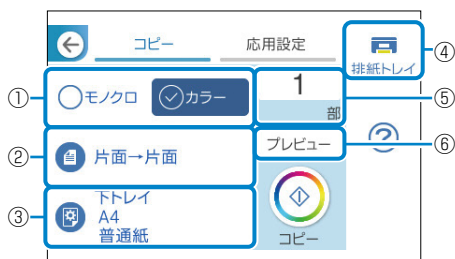 コピー
応用設定
④
排紙トレイ
①
モノクロ
カラー
1
部
⑤
②
片面→片面
プレビュー
⑥
③
下トレイ
A4
普通紙
コピー